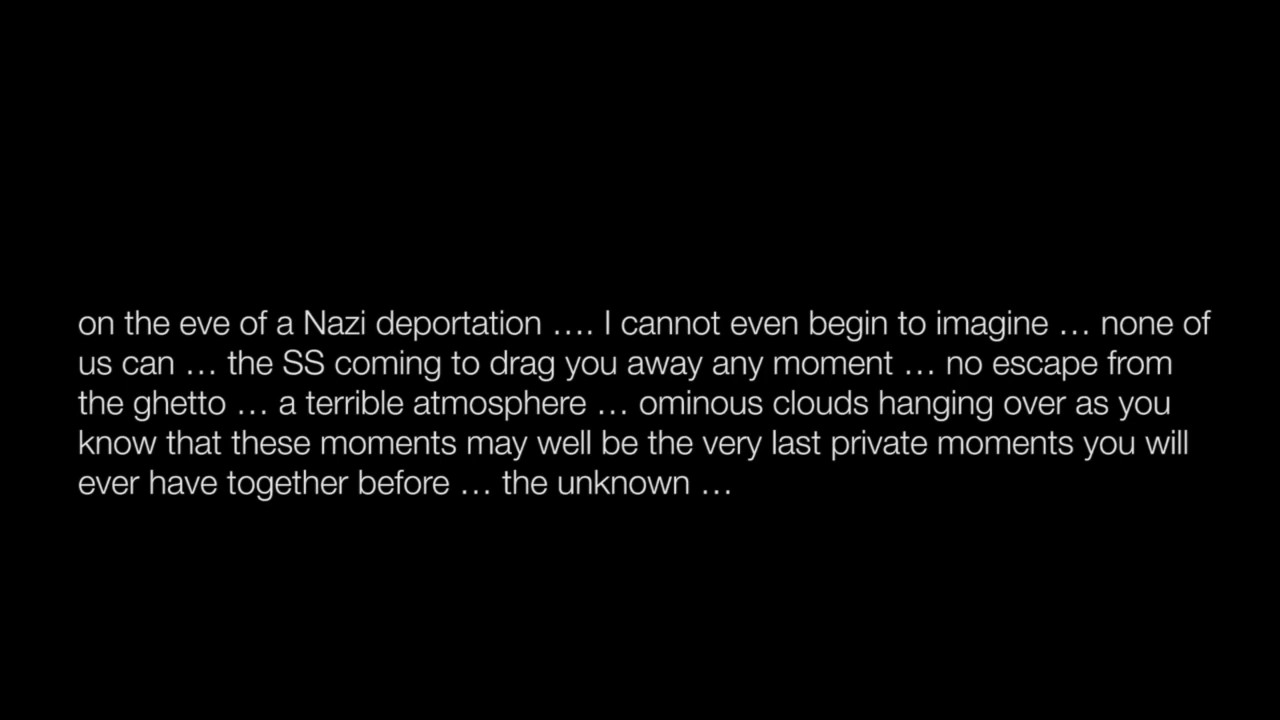 on the eve of a Nazi deportation …. I cannot even begin to imagine … none of
us can … the SS coming to drag you away any moment … no escape from
the ghetto … a terrible atmosphere … ominous clouds hanging over as you
know that these moments may well be the very last private moments you will
ever have together before … the unknown …